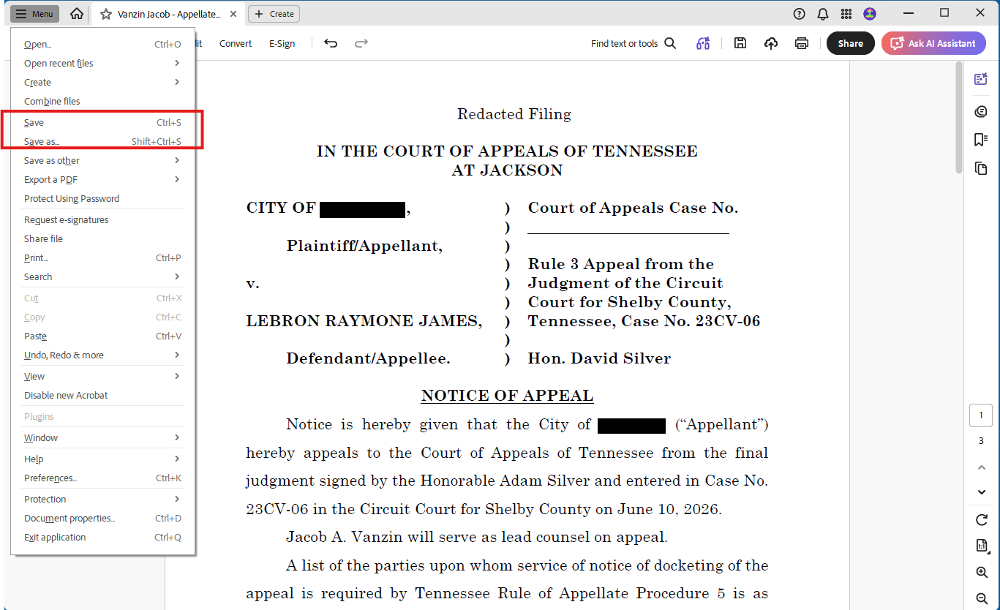 Menu
Vanzin Jacob - Appellate...
Create
Open... Ctrl+O
Open recent files
Create
Combine files
Save Ctrl+S
Save as... Shift+Ctrl+S
Save as other
Export a PDF
Protect Using Password
Request e-signatures
Share file
Print... Ctrl+P
Search
Cut Ctrl+X
Copy Ctrl+C
Paste Ctrl+V
Undo, Redo & more
View
Disable new Acrobat
Plugins
Window
Help
Preferences... Ctrl+K
Protection
Document properties... Ctrl+D
Exit application Ctrl+Q
it Convert E-Sign
Find text or tools
Share
Ask AI Assistant
Redacted Filing
IN THE COURT OF APPEALS OF TENNESSEE
AT JACKSON
CITY OF , ) Court of Appeals Case No.
)
Plaintiff/Appellant, )
) Rule 3 Appeal from the
v. ) Judgment of the Circuit
) Court for Shelby County,
LEBRON RAYMONE JAMES, ) Tennessee, Case No. 23CV-06
)
Defendant/Appellee. ) Hon. David Silver
NOTICE OF APPEAL
Notice is hereby given that the City of (“Appellant”)
hereby appeals to the Court of Appeals of Tennessee from the final
judgment signed by the Honorable Adam Silver and entered in Case No.
23CV-06 in the Circuit Court for Shelby County on June 10, 2026.
Jacob A. Vanzin will serve as lead counsel on appeal.
A list of the parties upon whom service of notice of docketing of the
appeal is required by Tennessee Rule of Appellate Procedure 5 is as
1
3
1:1